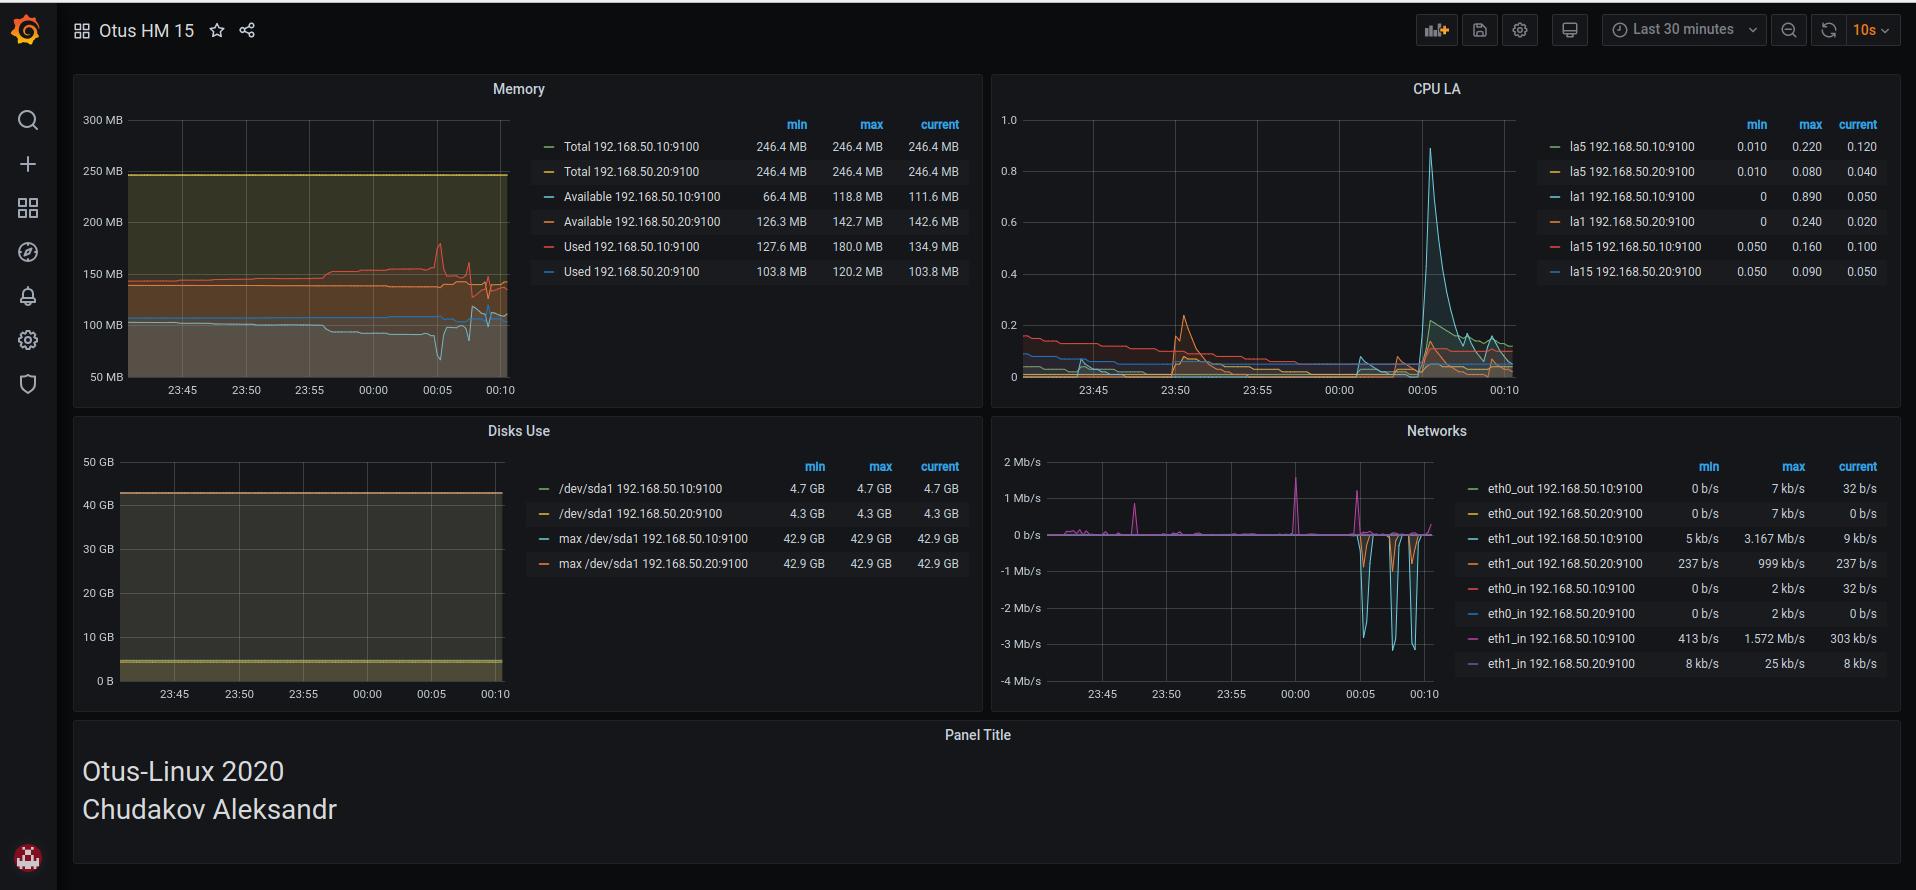 Otus HM 15
Last 30 minutes
10s
Memory
300 MB
250 MB
200 MB
150 MB
100 MB
50 MB
23:45 23:50 23:55 00:00 00:05 00:10
min max current
Total 192.168.50.10:9100 246.4 MB 246.4 MB 246.4 MB
Total 192.168.50.20:9100 246.4 MB 246.4 MB 246.4 MB
Available 192.168.50.10:9100 66.4 MB 118.8 MB 111.6 MB
Available 192.168.50.20:9100 126.3 MB 142.7 MB 142.6 MB
Used 192.168.50.10:9100 127.6 MB 180.0 MB 134.9 MB
Used 192.168.50.20:9100 103.8 MB 120.2 MB 103.8 MB
CPU LA
1.0
0.8
0.6
0.4
0.2
0
23:45 23:50 23:55 00:00 00:05 00:10
min max current
la5 192.168.50.10:9100 0.010 0.220 0.120
la5 192.168.50.20:9100 0.010 0.080 0.040
la1 192.168.50.10:9100 0 0.890 0.050
la1 192.168.50.20:9100 0 0.240 0.020
la15 192.168.50.10:9100 0.050 0.160 0.100
la15 192.168.50.20:9100 0.050 0.090 0.050
Disks Use
50 GB
40 GB
30 GB
20 GB
10 GB
0 B
23:45 23:50 23:55 00:00 00:05 00:10
min max current
/dev/sda1 192.168.50.10:9100 4.7 GB 4.7 GB 4.7 GB
/dev/sda1 192.168.50.20:9100 4.3 GB 4.3 GB 4.3 GB
max /dev/sda1 192.168.50.10:9100 42.9 GB 42.9 GB 42.9 GB
max /dev/sda1 192.168.50.20:9100 42.9 GB 42.9 GB 42.9 GB
Networks
2 Mb/s
1 Mb/s
0 b/s
-1 Mb/s
-2 Mb/s
-3 Mb/s
-4 Mb/s
23:45 23:50 23:55 00:00 00:05 00:10
min max current
eth0_out 192.168.50.10:9100 0 b/s 7 kb/s 32 b/s
eth0_out 192.168.50.20:9100 0 b/s 7 kb/s 0 b/s
eth1_out 192.168.50.10:9100 5 kb/s 3.167 Mb/s 9 kb/s
eth1_out 192.168.50.20:9100 237 b/s 999 kb/s 237 b/s
eth0_in 192.168.50.10:9100 0 b/s 2 kb/s 32 b/s
eth0_in 192.168.50.20:9100 0 b/s 2 kb/s 0 b/s
eth1_in 192.168.50.10:9100 413 b/s 1.572 Mb/s 303 kb/s
eth1_in 192.168.50.20:9100 8 kb/s 25 kb/s 8 kb/s
Panel Title
Otus-Linux 2020
Chudakov Aleksandr